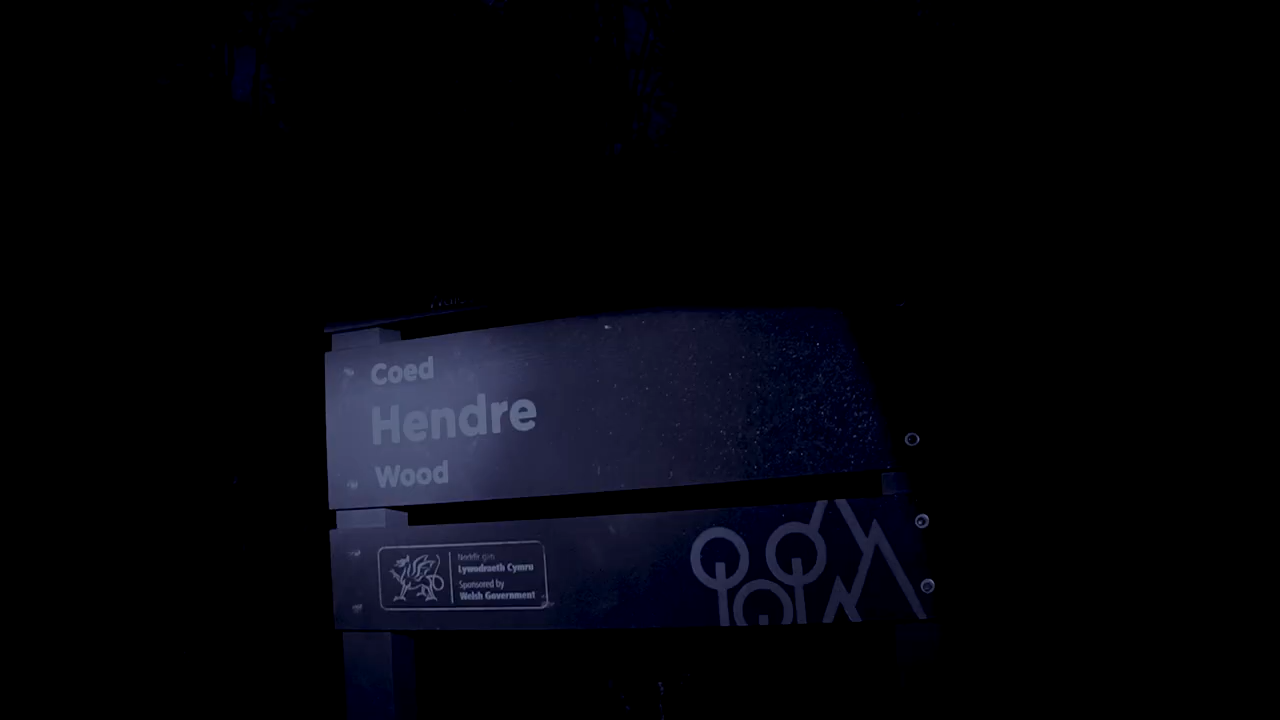 Coed
Hendre
Wood
Noddir gan
Lywodraeth Cymru
Sponsored by
Welsh Government